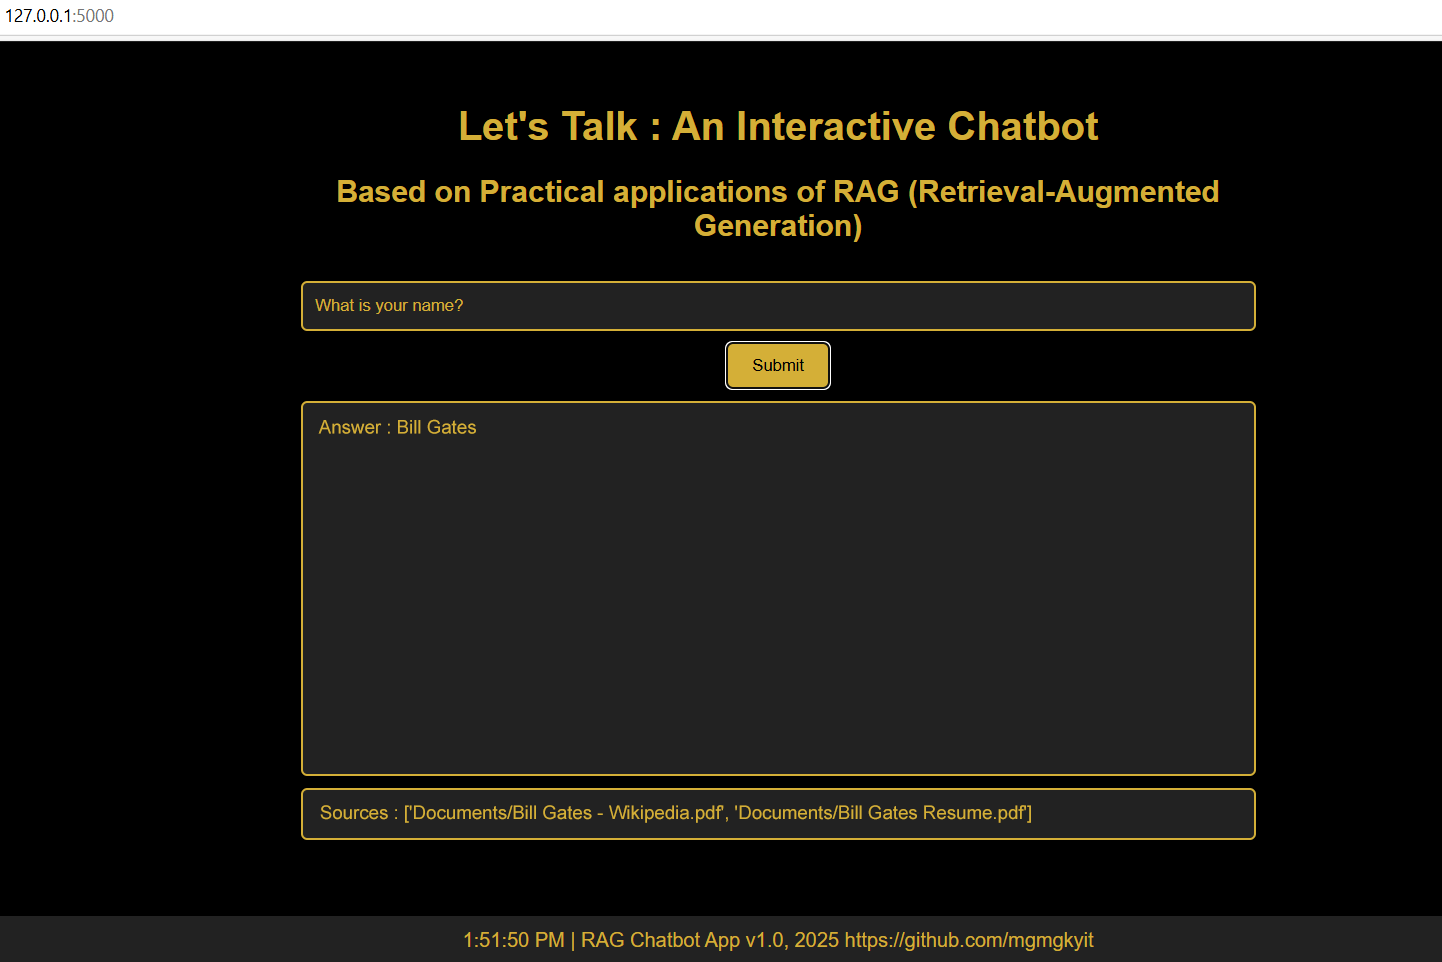 127.0.0.1:5000
Let's Talk : An Interactive Chatbot
Based on Practical applications of RAG (Retrieval-Augmented
Generation)
What is your name?
Submit
Answer : Bill Gates
Sources : ['Documents/Bill Gates - Wikipedia.pdf', 'Documents/Bill Gates Resume.pdf']
1:51:50 PM | RAG Chatbot App v1.0, 2025 https://github.com/mgmgkyit